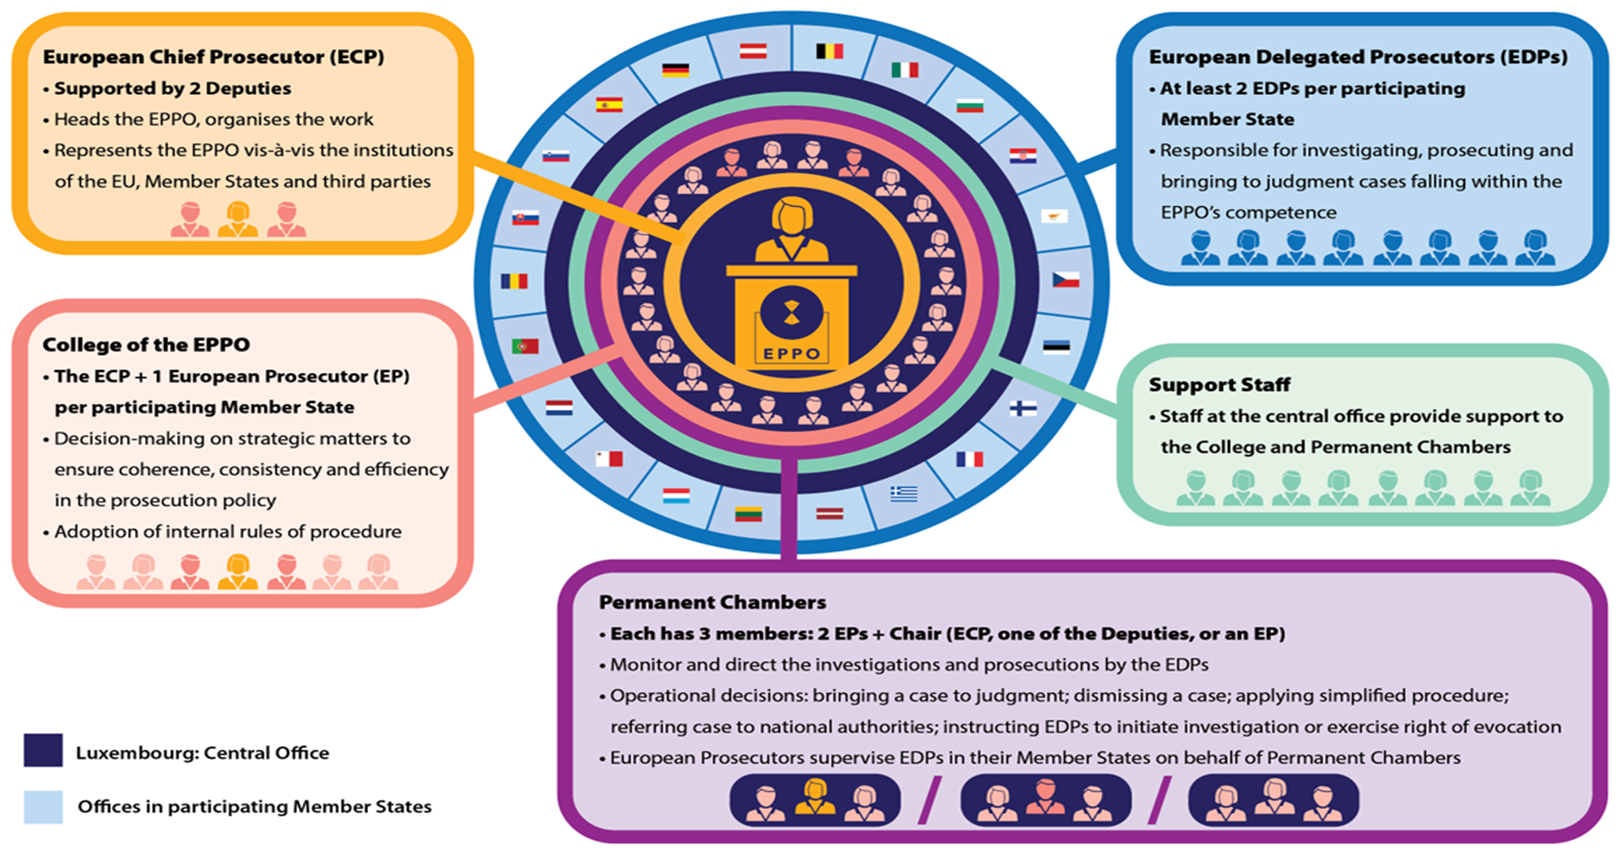 European Chief Prosecutor (ECP)
• Supported by 2 Deputies
• Heads the EPPO, organises the work
• Represents the EPPO vis-à-vis the institutions
of the EU, Member States and third parties
College of the EPPO
• The ECP + 1 European Prosecutor (EP)
per participating Member State
• Decision-making on strategic matters to
ensure coherence, consistency and efficiency
in the prosecution policy
• Adoption of internal rules of procedure
EPPO
European Delegated Prosecutors (EDPs)
• At least 2 EDPs per participating
Member State
• Responsible for investigating, prosecuting and
bringing to judgment cases falling within the
EPPO's competence
Support Staff
• Staff at the central office provide support to
the College and Permanent Chambers
Permanent Chambers
• Each has 3 members: 2 EPs + Chair (ECP, one of the Deputies, or an EP)
• Monitor and direct the investigations and prosecutions by the EDPs
• Operational decisions: bringing a case to judgment; dismissing a case; applying simplified procedure;
referring case to national authorities; instructing EDPs to initiate investigation or exercise right of evocation
• European Prosecutors supervise EDPs in their Member States on behalf of Permanent Chambers
Luxembourg: Central Office
Offices in participating Member States